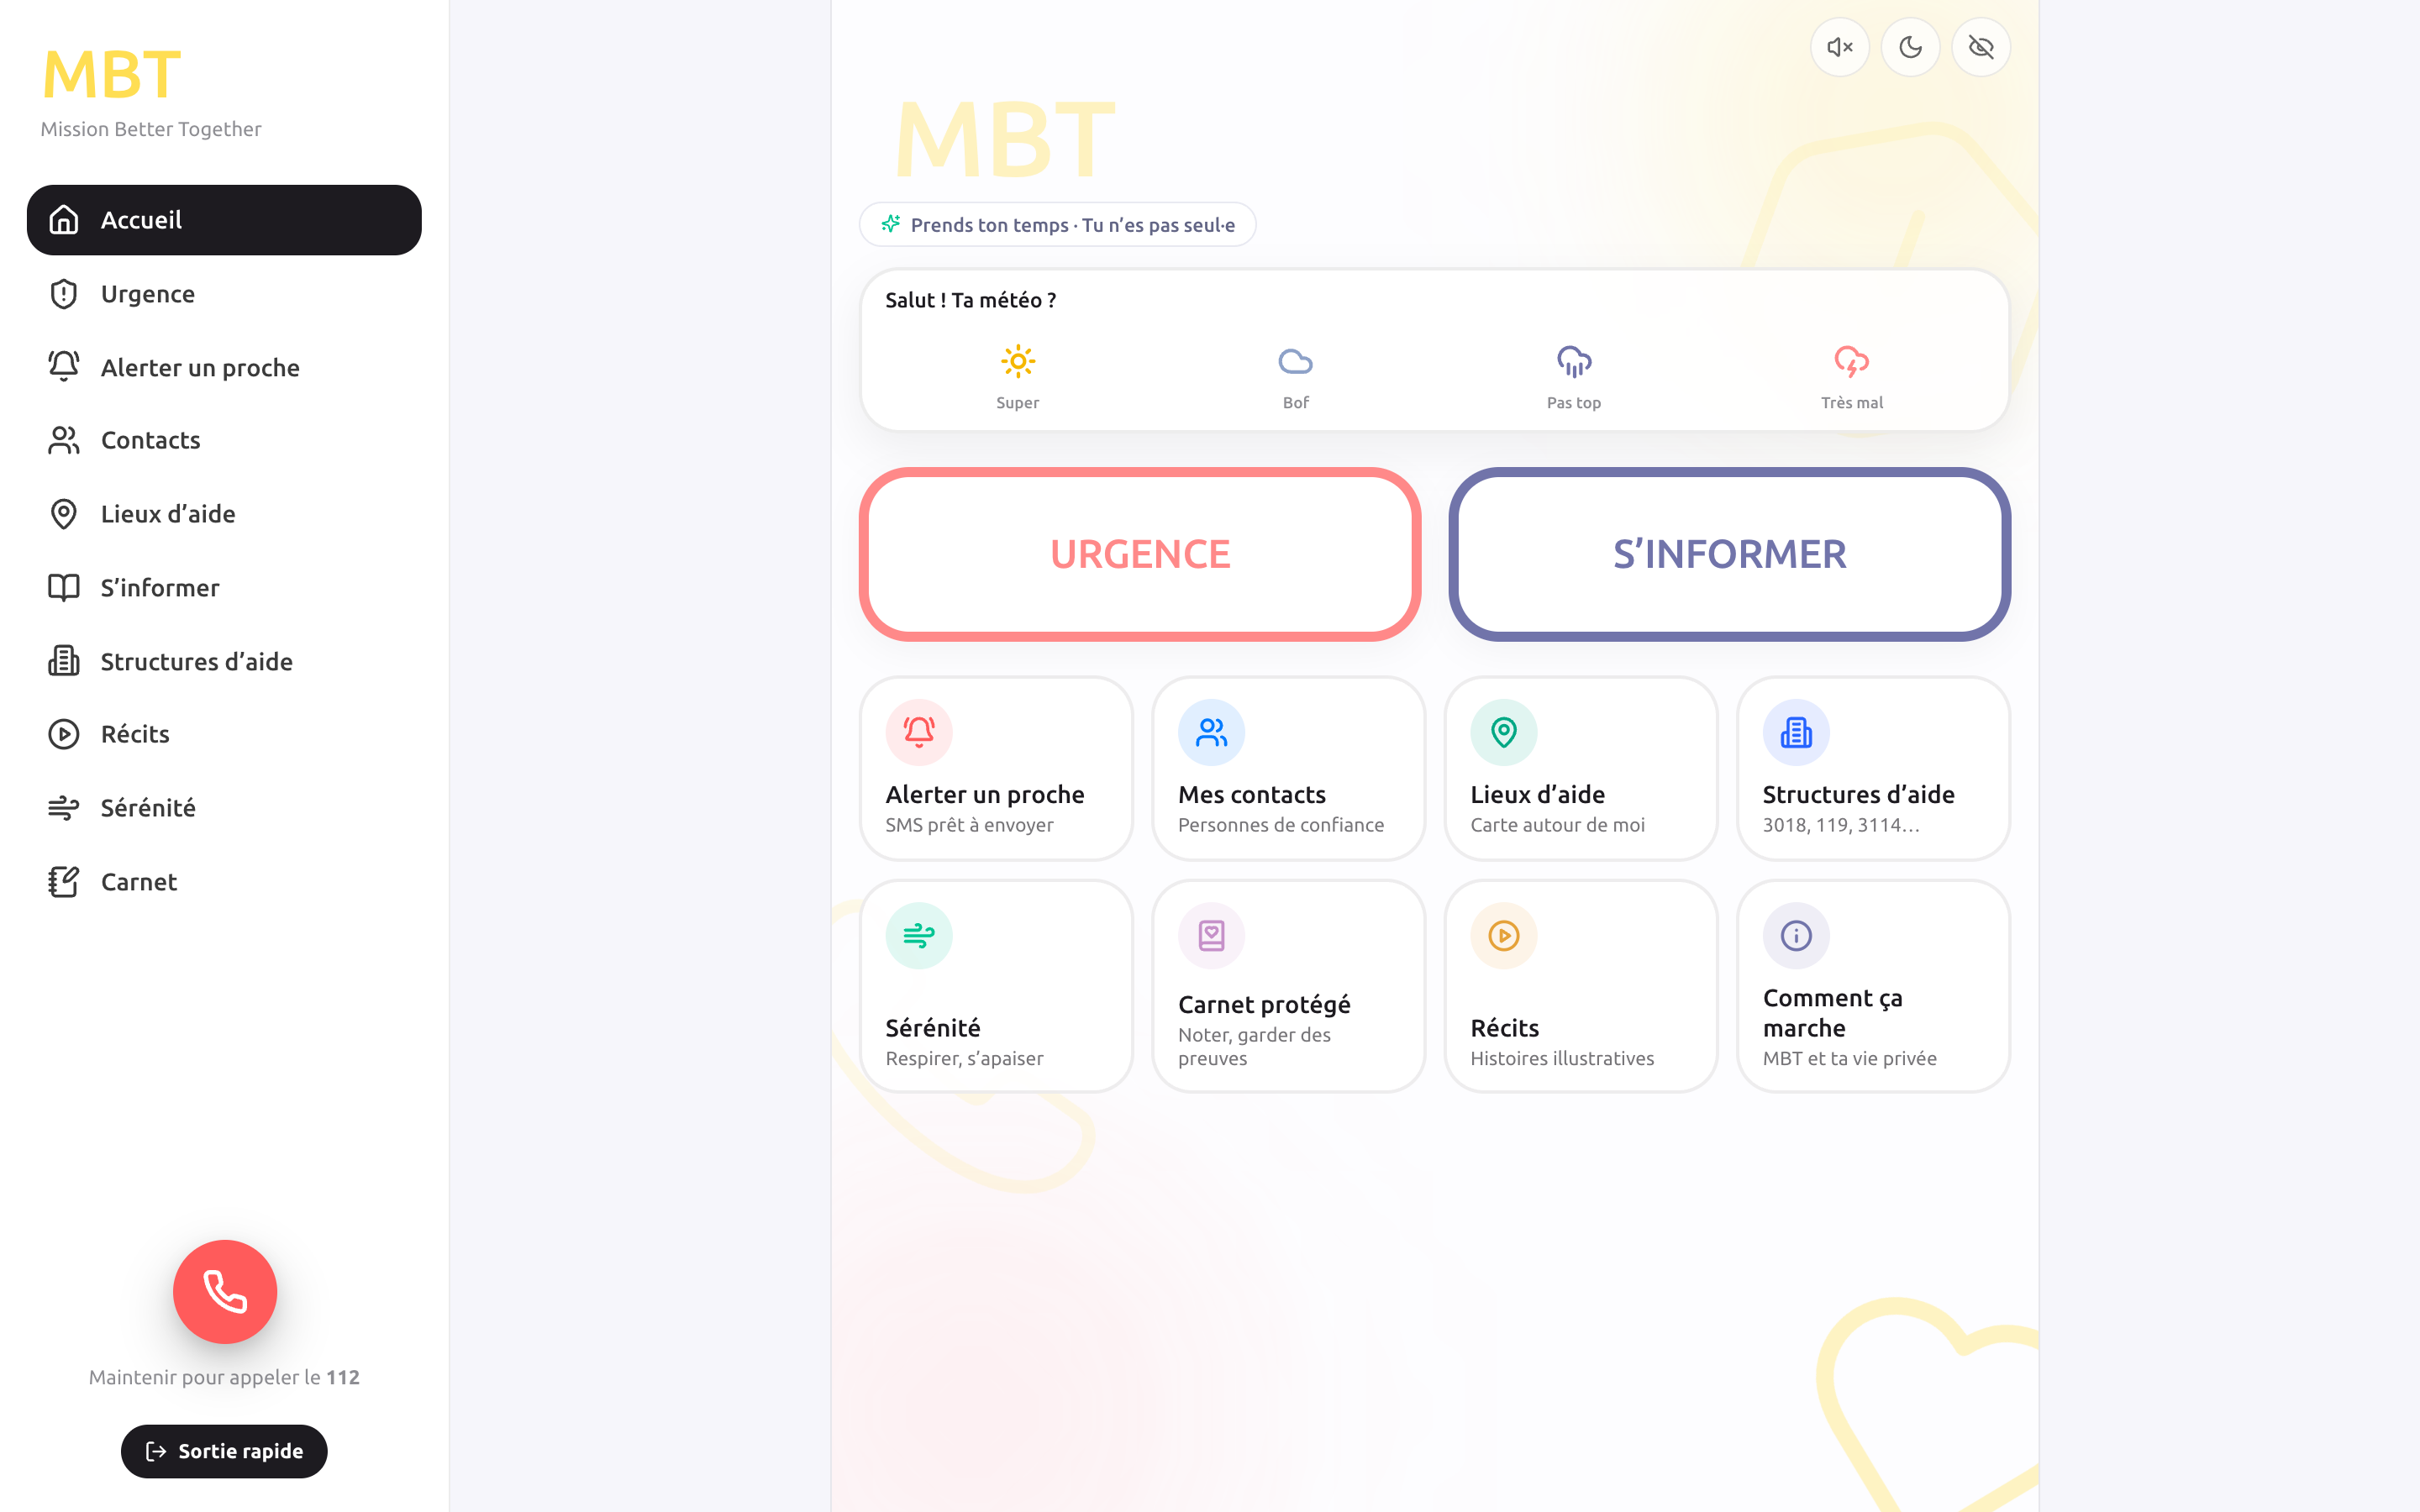 MBT
Mission Better Together
Accueil
Urgence
Alerter un proche
Contacts
Lieux d’aide
S’informer
Structures d’aide
Récits
Sérénité
Carnet
Maintenir pour appeler le 112
Sortie rapide
MBT
Prends ton temps · Tu n’es pas seul·e
Salut ! Ta météo ?
Super
Bof
Pas top
Très mal
URGENCE
S’INFORMER
Alerter un proche
SMS prêt à envoyer
Mes contacts
Personnes de confiance
Lieux d’aide
Carte autour de moi
Structures d’aide
3018, 119, 3114…
Sérénité
Respirer, s’apaiser
Carnet protégé
Noter, garder des
preuves
Récits
Histoires illustratives
Comment ça
marche
MBT et ta vie privée